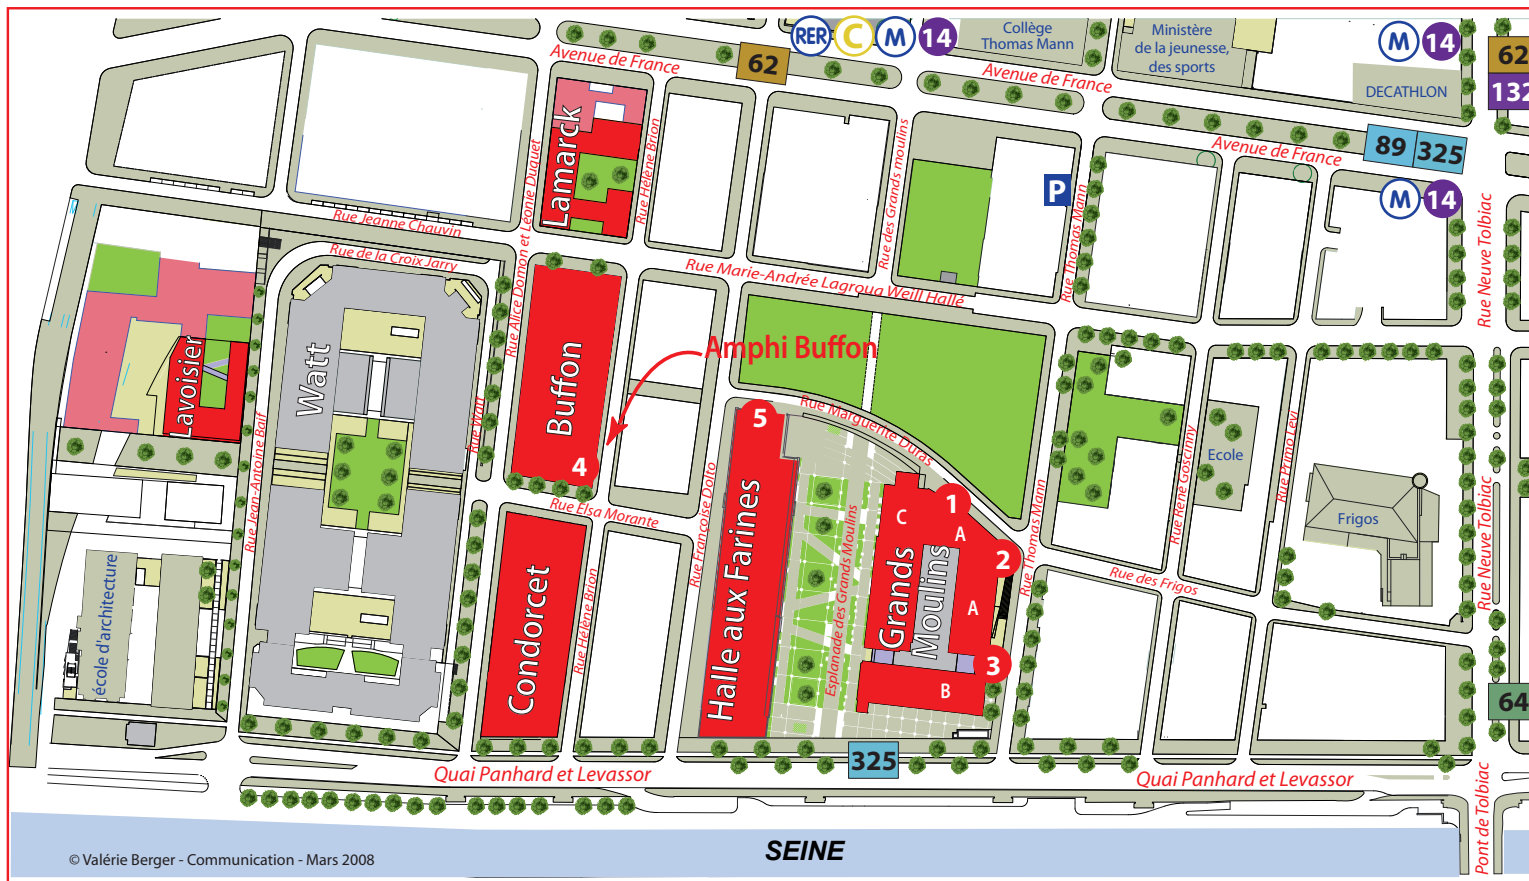 RER C M 14
Collège
Thomas Mann
Ministère
de la jeunesse,
des sports
M 14
62
132
DECATHLON
Avenue de France
62
Avenue de France
Avenue de France
89 325
M 14
P
Lamarck
Rue Hélène Brion
Rue Alice Domon et Léonie Duquet
Rue des Grands moulins
Rue Thomas Mann
Rue Neuve Tolbiac
Rue Jeanne Chauvin
Rue de la Croix Jarry
Rue Marie-Andrée Lagroua Weill Hallé
Lavoisier
Rue Jean-Antoine Baïf
Watt
Rue Watt
Buffon
4
Amphi Buffon
5
Rue Marguerite Duras
Rue Françoise Dolto
Rue Elsa Morante
Halle aux Farines
Esplanade des Grands Moulins
C
1
A
2
A
3
B
Grands
Moulins
Rue Thomas Mann
Rue René Goscinny
Ecole
Rue Primo Levi
Frigos
Rue Neuve Tolbiac
Rue des Frigos
école d'architecture
Condorcet
Rue Hélène Brion
64
325
Quai Panhard et Levassor
Quai Panhard et Levassor
Pont de Tolbiac
SEINE
© Valérie Berger - Communication - Mars 2008